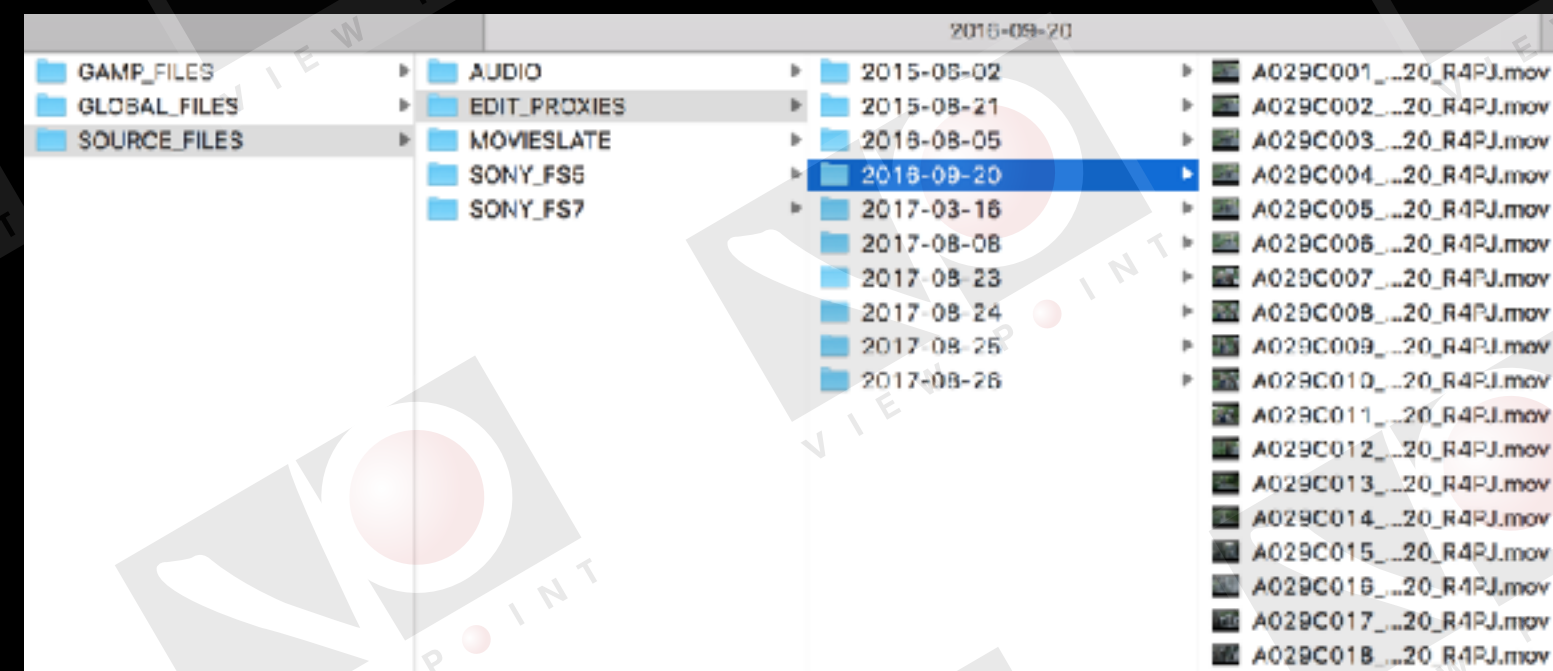 2016-09-20
GAMP_FILES
GLOBAL_FILES
SOURCE_FILES
AUDIO
EDIT_PROXIES
MOVIESLATE
SONY_FS5
SONY_FS7
2015-06-02
2015-08-21
2016-08-05
2016-09-20
2017-03-16
2017-08-08
2017-08-23
2017-08-24
2017-08-25
2017-08-26
A029C001_...20_R4PJ.mov
A029C002_...20_R4PJ.mov
A029C003_...20_R4PJ.mov
A029C004_...20_R4PJ.mov
A029C005_...20_R4PJ.mov
A029C006_...20_R4PJ.mov
A029C007_...20_R4PJ.mov
A029C008_...20_R4PJ.mov
A029C009_...20_R4PJ.mov
A029C010_...20_R4PJ.mov
A029C011_...20_R4PJ.mov
A029C012_...20_R4PJ.mov
A029C013_...20_R4PJ.mov
A029C014_...20_R4PJ.mov
A029C015_...20_R4PJ.mov
A029C016_...20_R4PJ.mov
A029C017_...20_R4PJ.mov
A029C018_...20_R4PJ.mov
VIEWPOINT